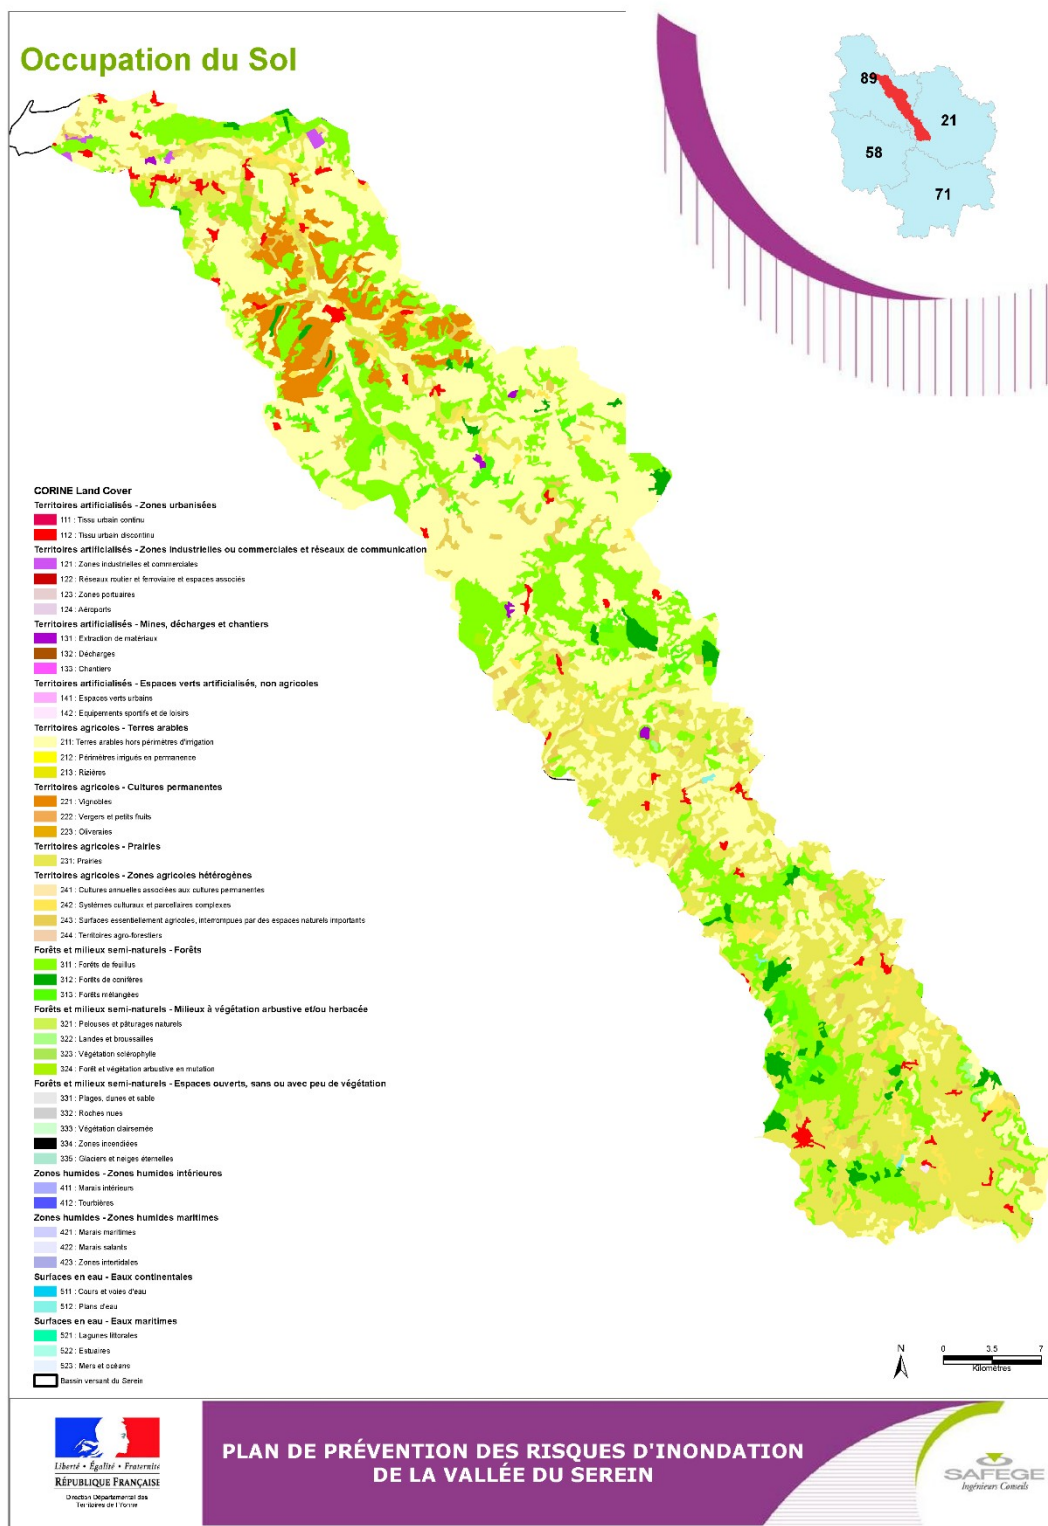 Occupation du Sol
89
21
58
71
CORINE Land Cover
Territoires artificialisés - Zones urbanisées
111 : Tissu urbain continu
112 : Tissu urbain discontinu
Territoires artificialisés - Zones industrielles ou commerciales et réseaux de communication
121 : Zones industrielles et commerciales
122 : Réseaux routier et ferroviaire et espaces associés
123 : Zones portuaires
124 : Aéroports
Territoires artificialisés - Mines, décharges et chantiers
131 : Extraction de matériaux
132 : Décharges
133 : Chantiers
Territoires artificialisés - Espaces verts artificialisés, non agricoles
141 : Espaces verts urbains
142 : Equipements sportifs et de loisirs
Territoires agricoles - Terres arables
211: Terres arables hors périmètres d'irrigation
212 : Périmètres irrigués en permanence
213 : Rizières
Territoires agricoles - Cultures permanentes
221 : Vignobles
222 : Vergers et petits fruits
223 : Oliveraies
Territoires agricoles - Prairies
231: Prairies
Territoires agricoles - Zones agricoles hétérogènes
241 : Cultures annuelles associées aux cultures permanentes
242 : Systèmes culturaux et parcellaires complexes
243 : Surfaces essentiellement agricoles, interrompues par des espaces naturels importants
244 : Territoires agro-forestiers
Forêts et milieux semi-naturels - Forêts
311 : Forêts de feuillus
312 : Forêts de conifères
313 : Forêts mélangées
Forêts et milieux semi-naturels - Milieux à végétation arbustive et/ou herbacée
321 : Pelouses et pâturages naturels
322 : Landes et broussailles
323 : Végétation sclérophylle
324 : Forêt et végétation arbustive en mutation
Forêts et milieux semi-naturels - Espaces ouverts, sans ou avec peu de végétation
331 : Plages, dunes et sable
332 : Roches nues
333 : Végétation clairsemée
334 : Zones incendiées
335 : Glaciers et neiges éternelles
Zones humides - Zones humides intérieures
411 : Marais intérieurs
412 : Tourbières
Zones humides - Zones humides maritimes
421 : Marais maritimes
422 : Marais salants
423 : Zones intertidales
Surfaces en eau - Eaux continentales
511 : Cours et voies d'eau
512 : Plans d'eau
Surfaces en eau - Eaux maritimes
521 : Lagunes littorales
522 : Estuaires
523 : Mers et océans
Bassin versant du Serein
N
0 3.5 7
Kilomètres
Liberté • Égalité • Fraternité
RÉPUBLIQUE FRANÇAISE
Direction Départemental des
Territoires de l'Yonne
PLAN DE PRÉVENTION DES RISQUES D'INONDATION
DE LA VALLÉE DU SEREIN
SAFEGE
Ingénieurs Conseils